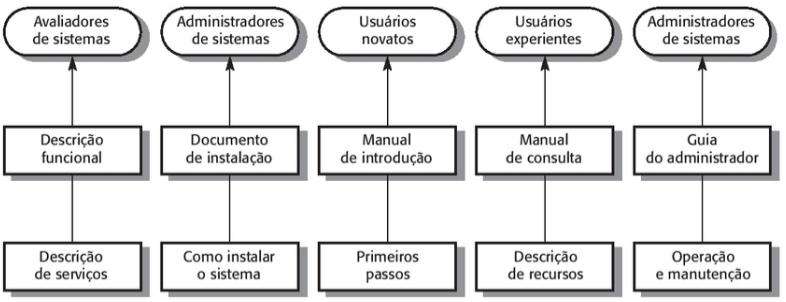 Avaliadores
de sistemas
Administradores
de sistemas
Usuários
novatos
Usuários
experientes
Administradores
de sistemas
Descrição
funcional
Documento
de instalação
Manual
de introdução
Manual
de consulta
Guia
do administrador
Descrição
de serviços
Como instalar
o sistema
Primeiros
passos
Descrição
de recursos
Operação
e manutenção